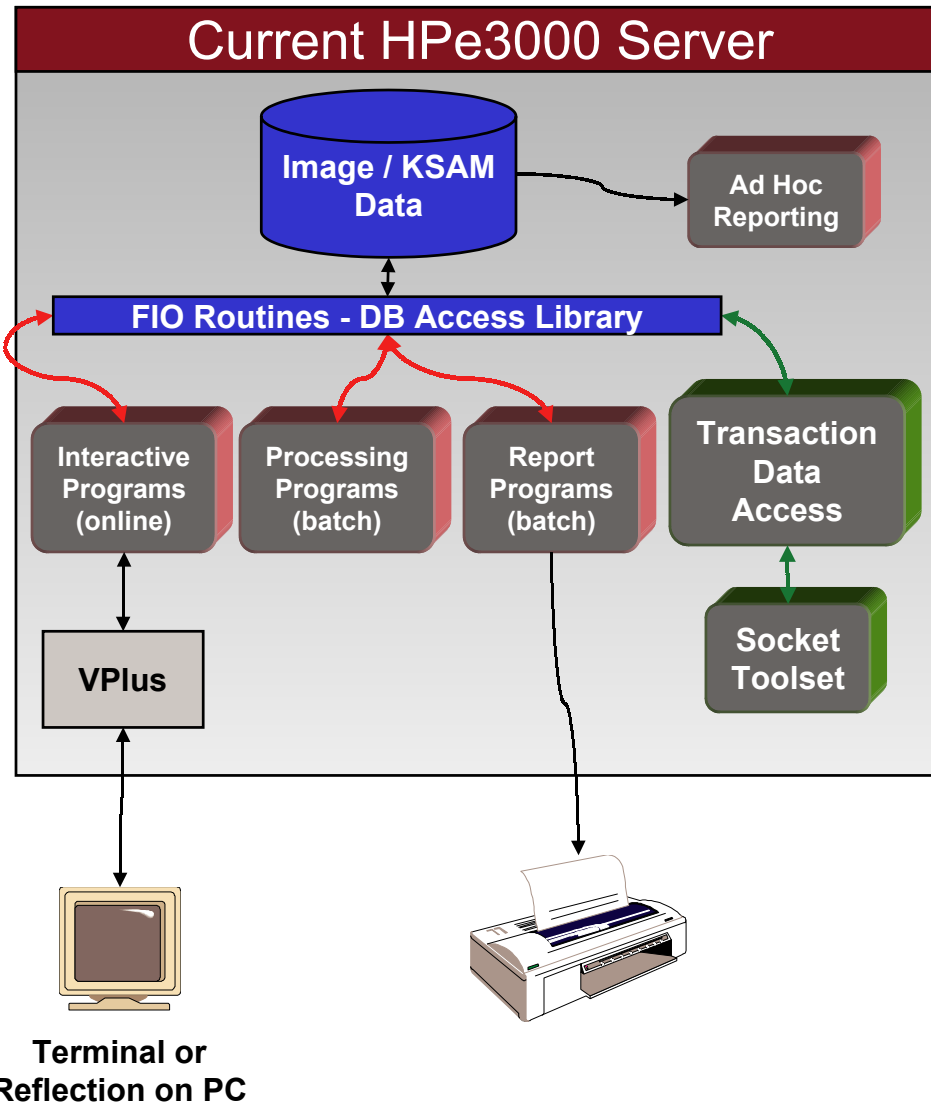 Current HPe3000 Server
Image / KSAM
Data
Ad Hoc
Reporting
FIO Routines - DB Access Library
Interactive
Programs
(online)
Processing
Programs
(batch)
Report
Programs
(batch)
Transaction
Data
Access
VPlus
Socket
Toolset
Terminal or
Reflection on PC